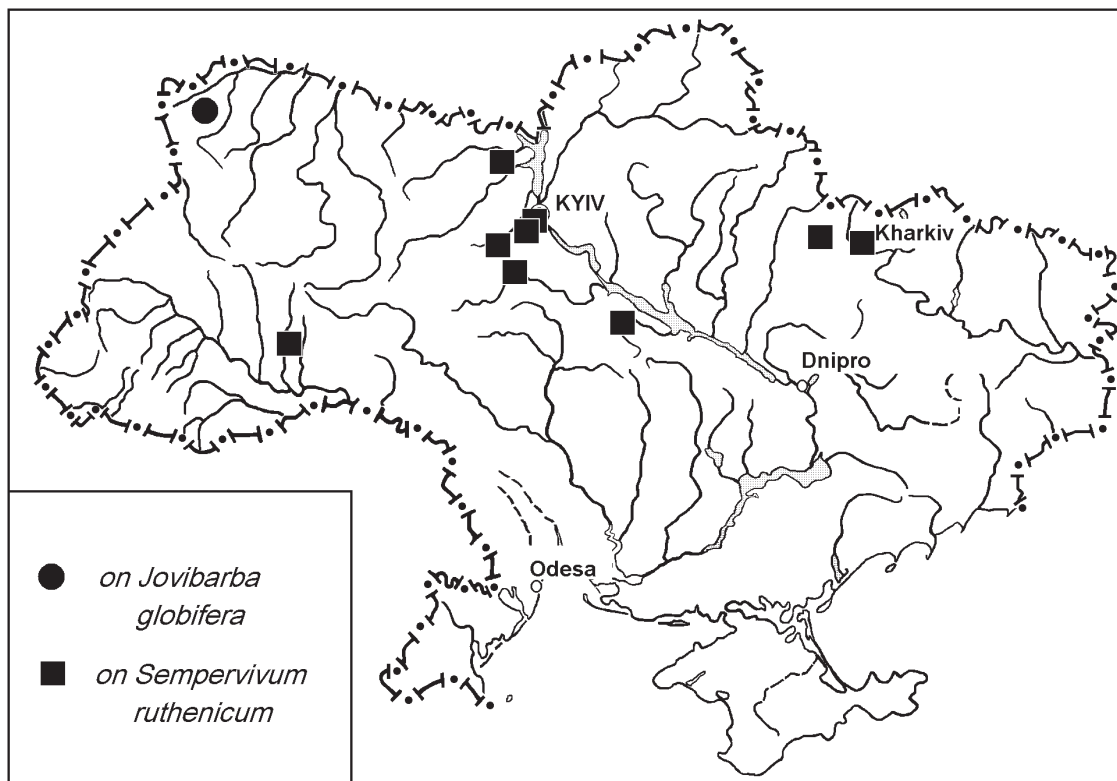 KYIV
Kharkiv
Dnipro
Odesa
on Jovibarba
globifera
on Sempervivum
ruthenicum